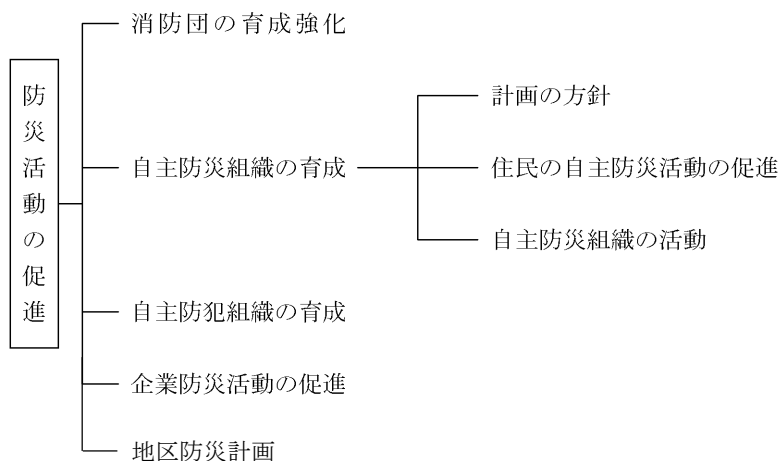 防災活動の促進
消防団の育成強化
自主防災組織の育成
計画の方針
住民の自主防災活動の促進
自主防災組織の活動
自主防犯組織の育成
企業防災活動の促進
地区防災計画